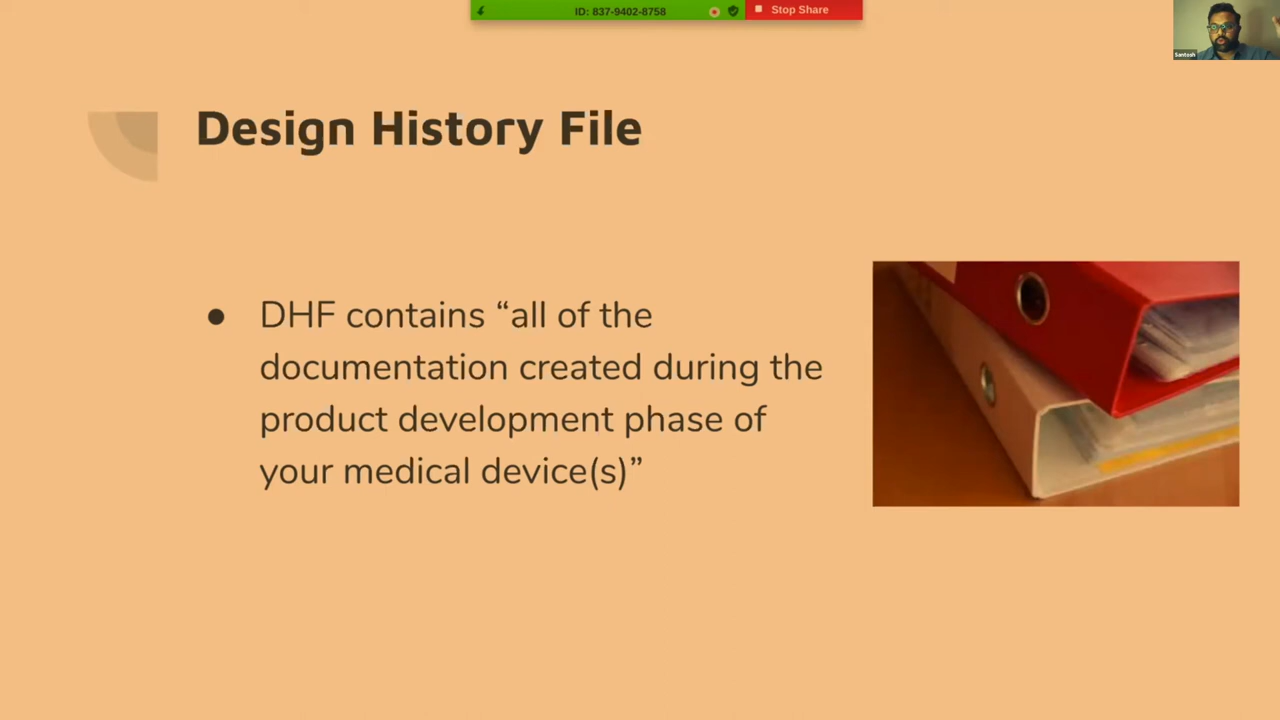 ID: 837-9402-8758
Stop Share
Santosh
Design History File
● DHF contains “all of the
documentation created during the
product development phase of
your medical device(s)”